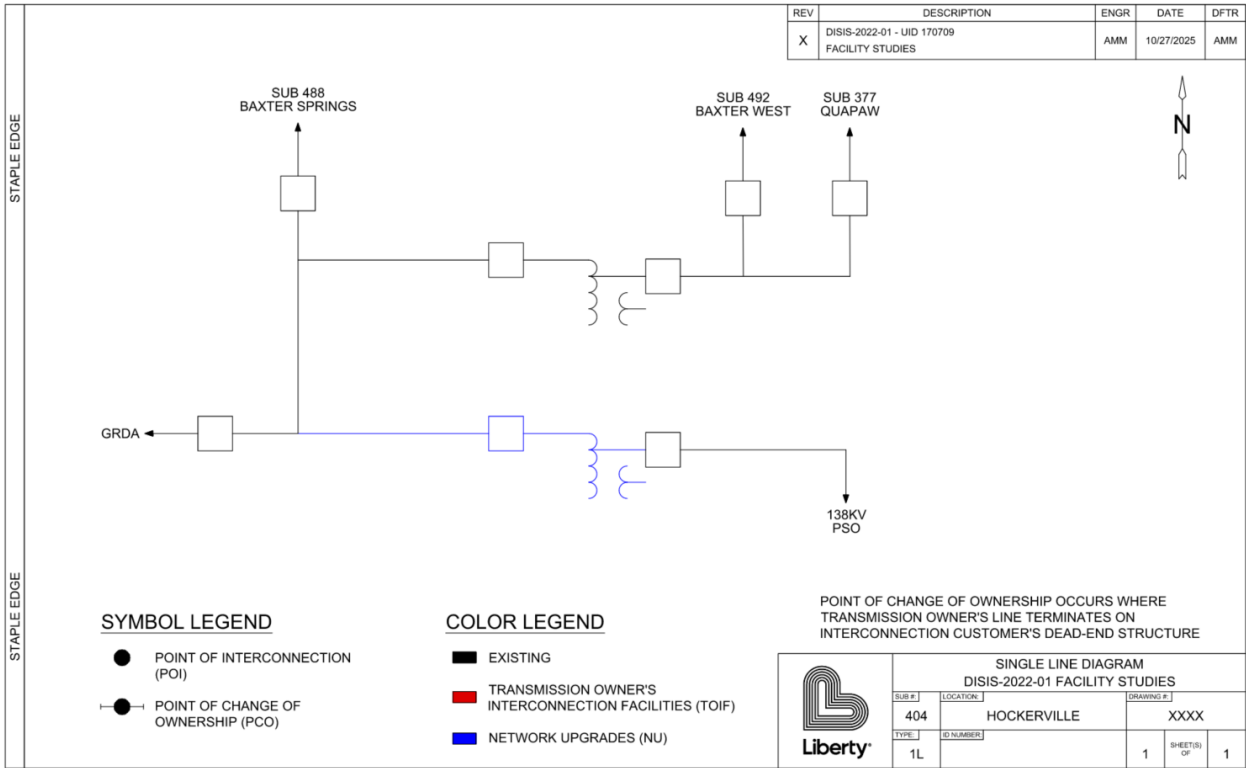 REV DESCRIPTION ENGR DATE DFTR
X DISIS-2022-01 - UID 170709 AMM 10/27/2025 AMM
FACILITY STUDIES
STAPLE EDGE
SUB 488
BAXTER SPRINGS
SUB 492
BAXTER WEST
SUB 377
QUAPAW
N
GRDA
138KV
PSO
STAPLE EDGE
SYMBOL LEGEND
POINT OF INTERCONNECTION
(POI)
POINT OF CHANGE OF
OWNERSHIP (PCO)
COLOR LEGEND
EXISTING
TRANSMISSION OWNER'S
INTERCONNECTION FACILITIES (TOIF)
NETWORK UPGRADES (NU)
POINT OF CHANGE OF OWNERSHIP OCCURS WHERE
TRANSMISSION OWNER'S LINE TERMINATES ON
INTERCONNECTION CUSTOMER'S DEAD-END STRUCTURE
Liberty
SINGLE LINE DIAGRAM
DISIS-2022-01 FACILITY STUDIES
SUB #: LOCATION: DRAWING #:
404 HOCKERVILLE XXXX
TYPE: ID NUMBER:
1L 1 SHEET(S) OF 1